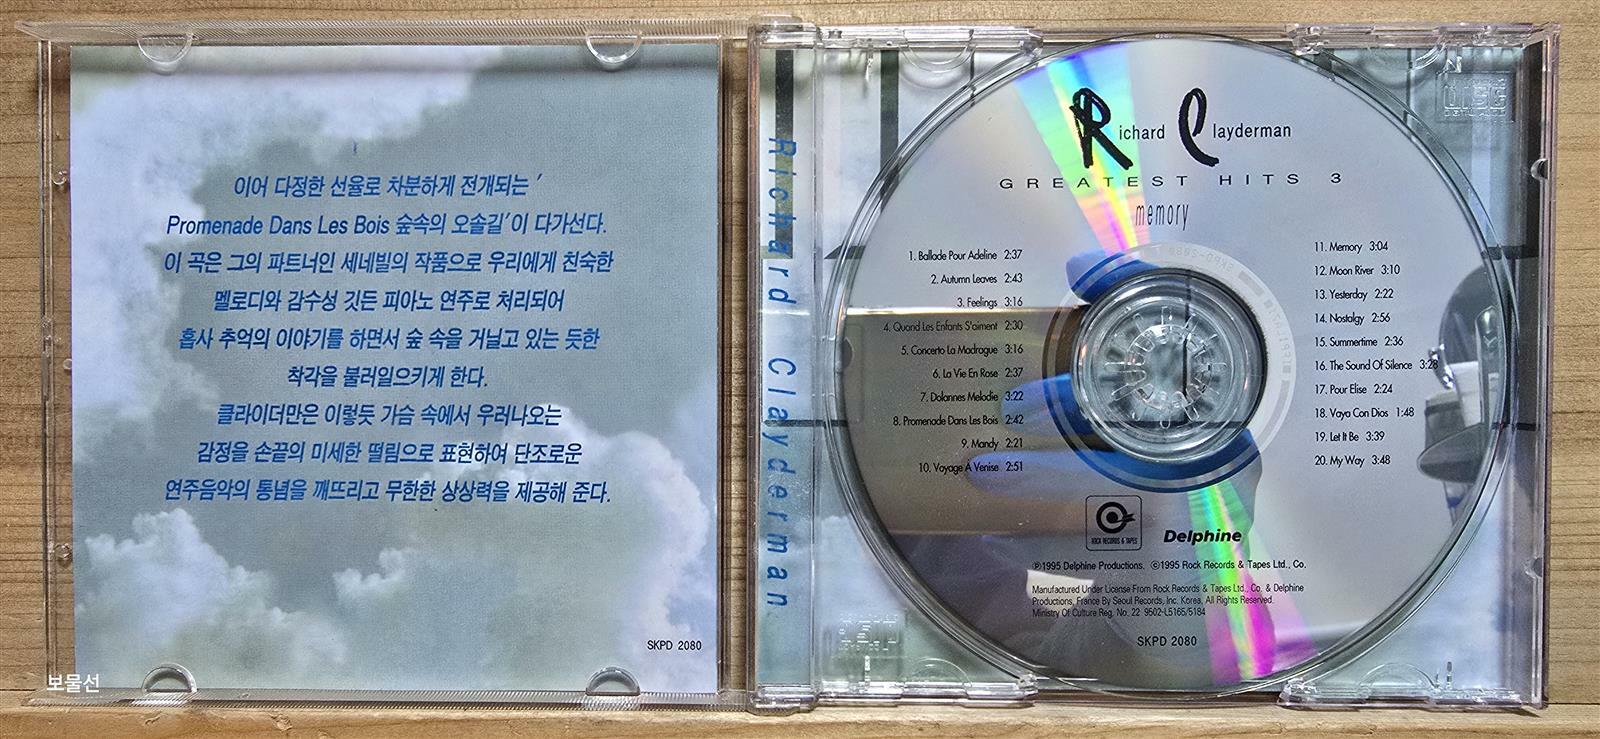 이어 다정한 선율로 차분하게 전개되는 '
Promenade Dans Les Bois 숲속의 오솔길'이 다가선다.
이 곡은 그의 파트너인 세네빌의 작품으로 우리에게 친숙한
멜로디와 감수성 깃든 피아노 연주로 처리되어
흡사 추억의 이야기를 하면서 숲 속을 거닐고 있는 듯한
착각을 불러일으키게 한다.
클라이더만은 이렇듯 가슴 속에서 우러나오는
감정을 손끝의 미세한 떨림으로 표현하여 단조로운
연주음악의 통념을 깨뜨리고 무한한 상상력을 제공해 준다.
SKPD 2080
보물선
Richard Clayderman
Richard Clayderman
GREATEST HITS 3
memory
1. Ballade Pour Adeline 2:37
2. Autumn Leaves 2:43
3. Feelings 3:16
4. Quond Les Enfants S'aiment 2:30
5. Concerto La Madrague 3:16
6. La Vie En Rose 2:37
7. Dolannes Melodie 3:22
8. Promenade Dans Les Bois 2:42
9. Mandy 2:21
10. Voyage A Venise 2:51
11. Memory 3:04
12. Moon River 3:10
13. Yesterday 2:22
14. Nostalgy 2:56
15. Summertime 2:36
16. The Sound Of Silence 3:28
17. Pour Elise 2:24
18. Vaya Con Dios 1:48
19. Let It Be 3:39
20. My Way 3:48
ROCK RECORDS & TAPES
Delphine
℗1995 Delphine Productions. ©1995 Rock Records & Tapes Ltd., Co.
Manufactured Under License From Rock Records & Tapes Ltd., Co. & Delphine
Productions, France By Seoul Records, Inc. Korea. All Rights Reserved.
Ministry Of Culture Reg. No. 22 9502-L5165/5184
SKPD 2080